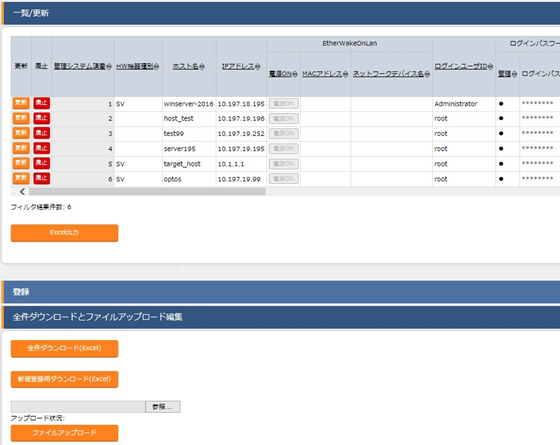 一覧/更新
EtherWakeOnLan ログインパスワー
更新 廃止 管理システム項番 HW機器種別 ホスト名 IPアドレス 電源ON MACアドレス ネットワークデバイス名 ログインユーザID 管理 ログインパス
更新 廃止 1 SV winserver-2016 10.197.18.195 電源ON Administrator ● ********
更新 廃止 2 host_test 10.197.19.196 電源ON root ● ********
更新 廃止 3 test99 10.197.19.252 電源ON root ● ********
更新 廃止 4 server195 10.197.19.195 電源ON root ● ********
更新 廃止 5 SV target_host 10.1.1.1 電源ON root ● ********
更新 廃止 6 SV optos 10.197.19.99 電源ON root ● ********
フィルタ結果件数: 6
Excel出力
登録
全件ダウンロードとファイルアップロード編集
全件ダウンロード(Excel)
新規登録用ダウンロード(Excel)
参照...
アップロード状況:
ファイルアップロード